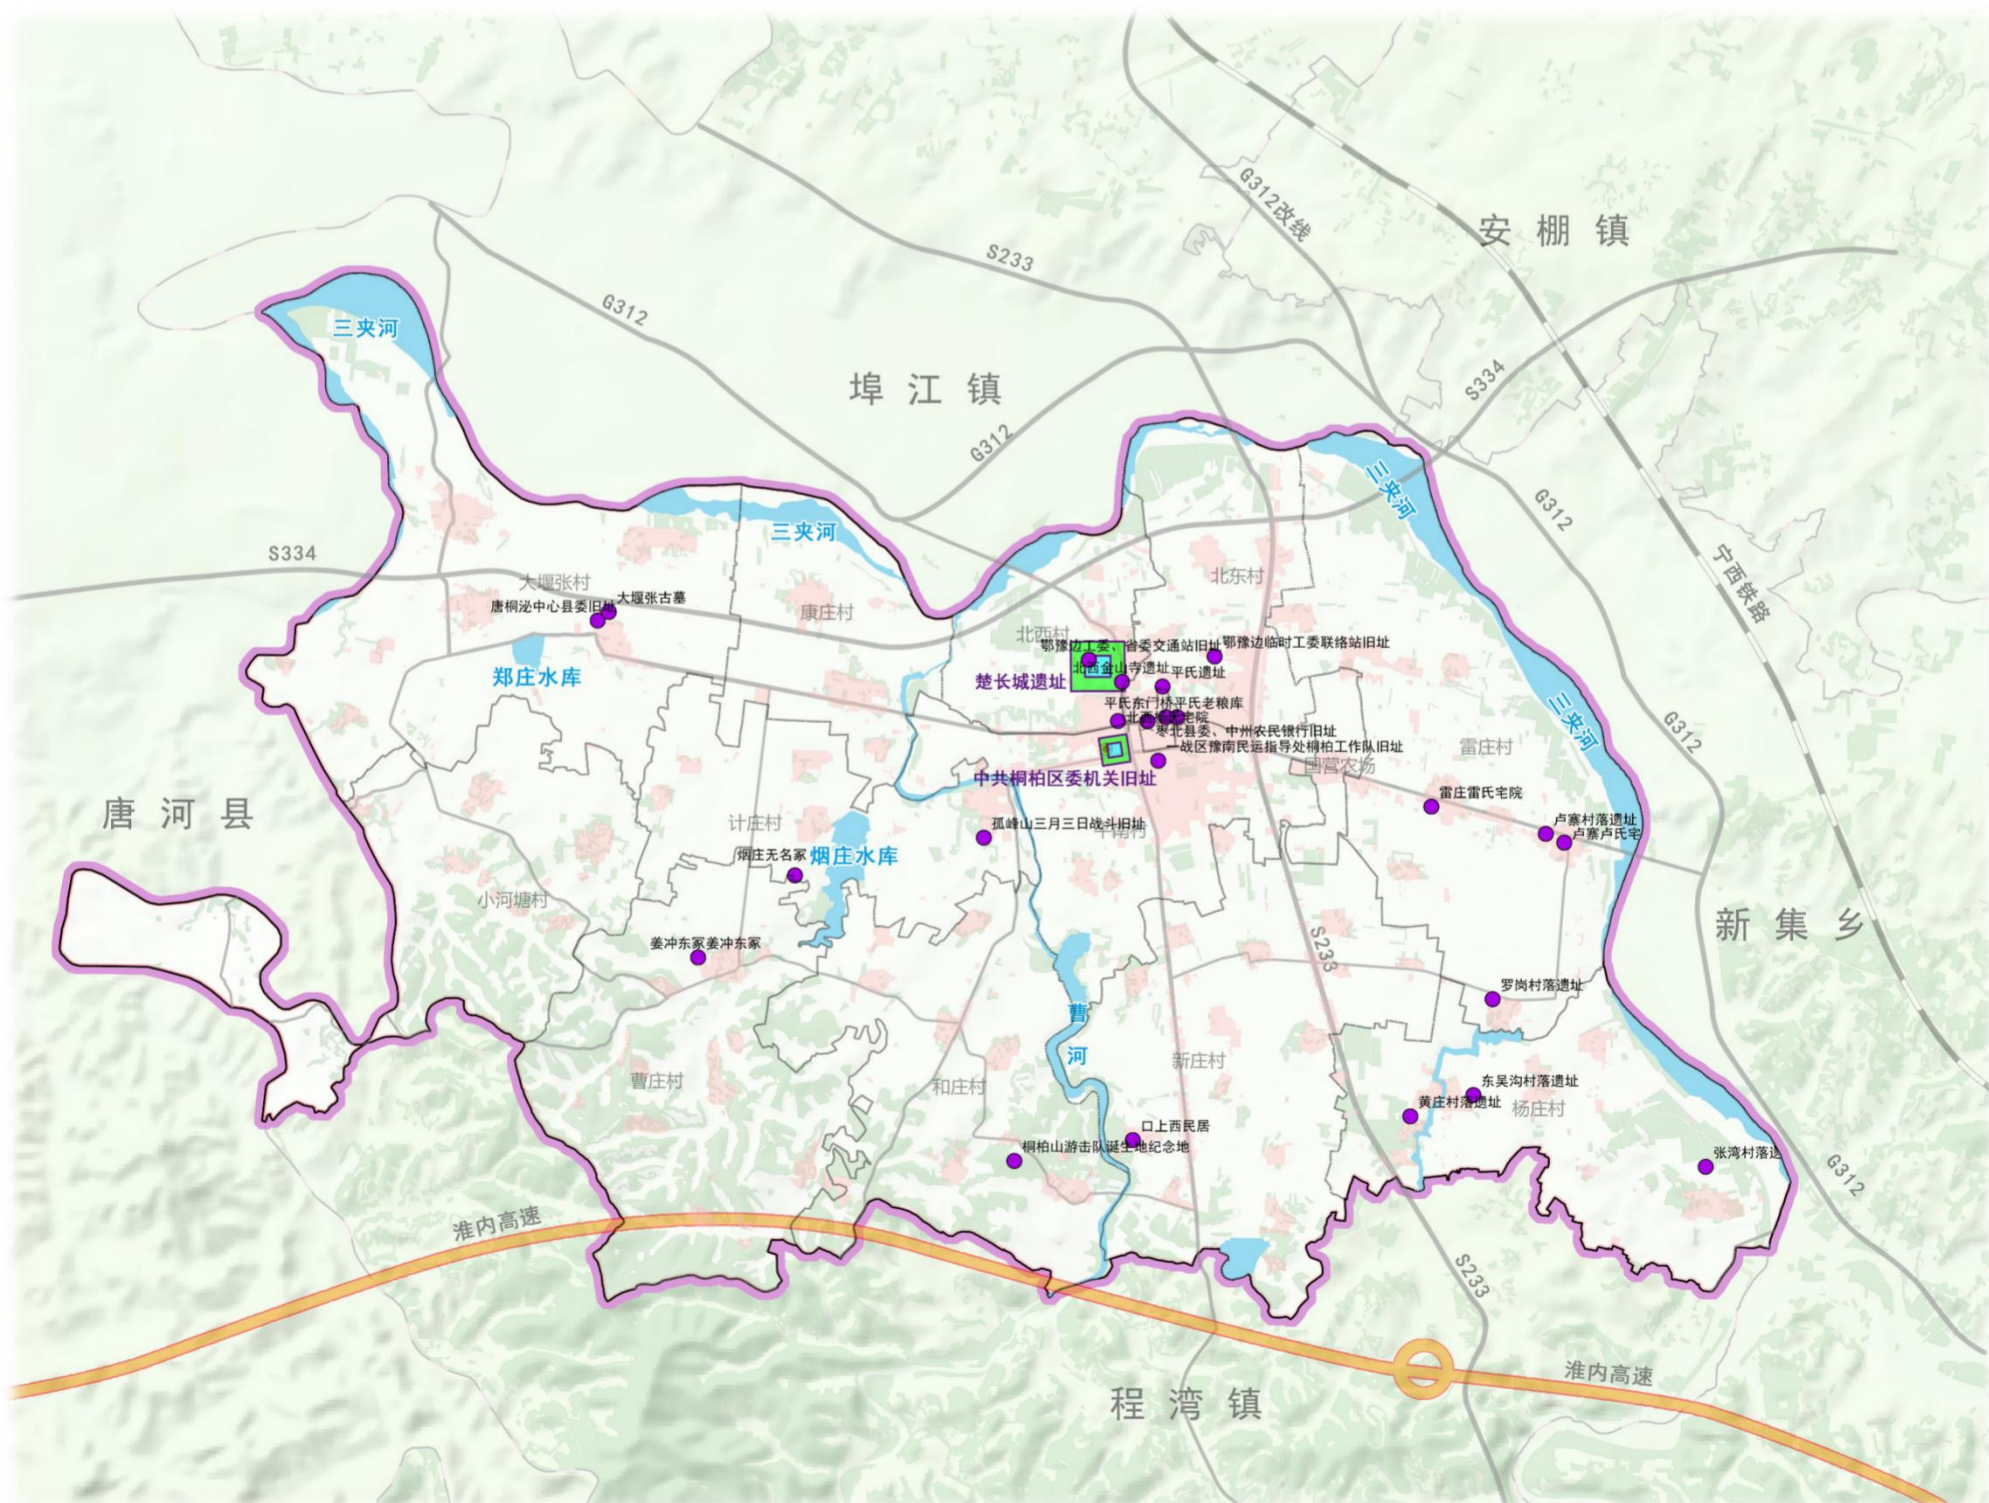 G312改线
安棚镇
S233
G312
三夹河
埠江镇
S334
G312
三夹河
G312
三夹河
S334
宁西铁路
大堰张村
北东村
大堰张古墓
唐桐泌中心县委旧址
康庄村
北西村
鄂豫边工委、省委交通站旧址
鄂豫边临时工委联络站旧址
郑庄水库
楚长城遗址
北西金山寺遗址
平氏遗址
平氏东门桥
平氏老粮库
三夹河
G312
枣北县委、中州农民银行旧址
一战区豫南民运指导处桐柏工作队旧址
雷庄村
国营农场
中共桐柏区委机关旧址
雷庄雷氏宅院
唐河县
计庄村
孤峰山三月三日战斗旧址
卢寨村落遗址
卢寨卢氏宅
烟庄无名冢
烟庄水库
小河塘村
新集乡
姜冲东冢姜冲东冢
S233
罗岗村落遗址
曹河
新庄村
曹庄村
和庄村
东吴沟村落遗址
黄庄村落遗址
杨庄村
口上西民居
桐柏山游击队诞生地纪念地
张湾村落遗
G312
淮内高速
S233
淮内高速
程湾镇